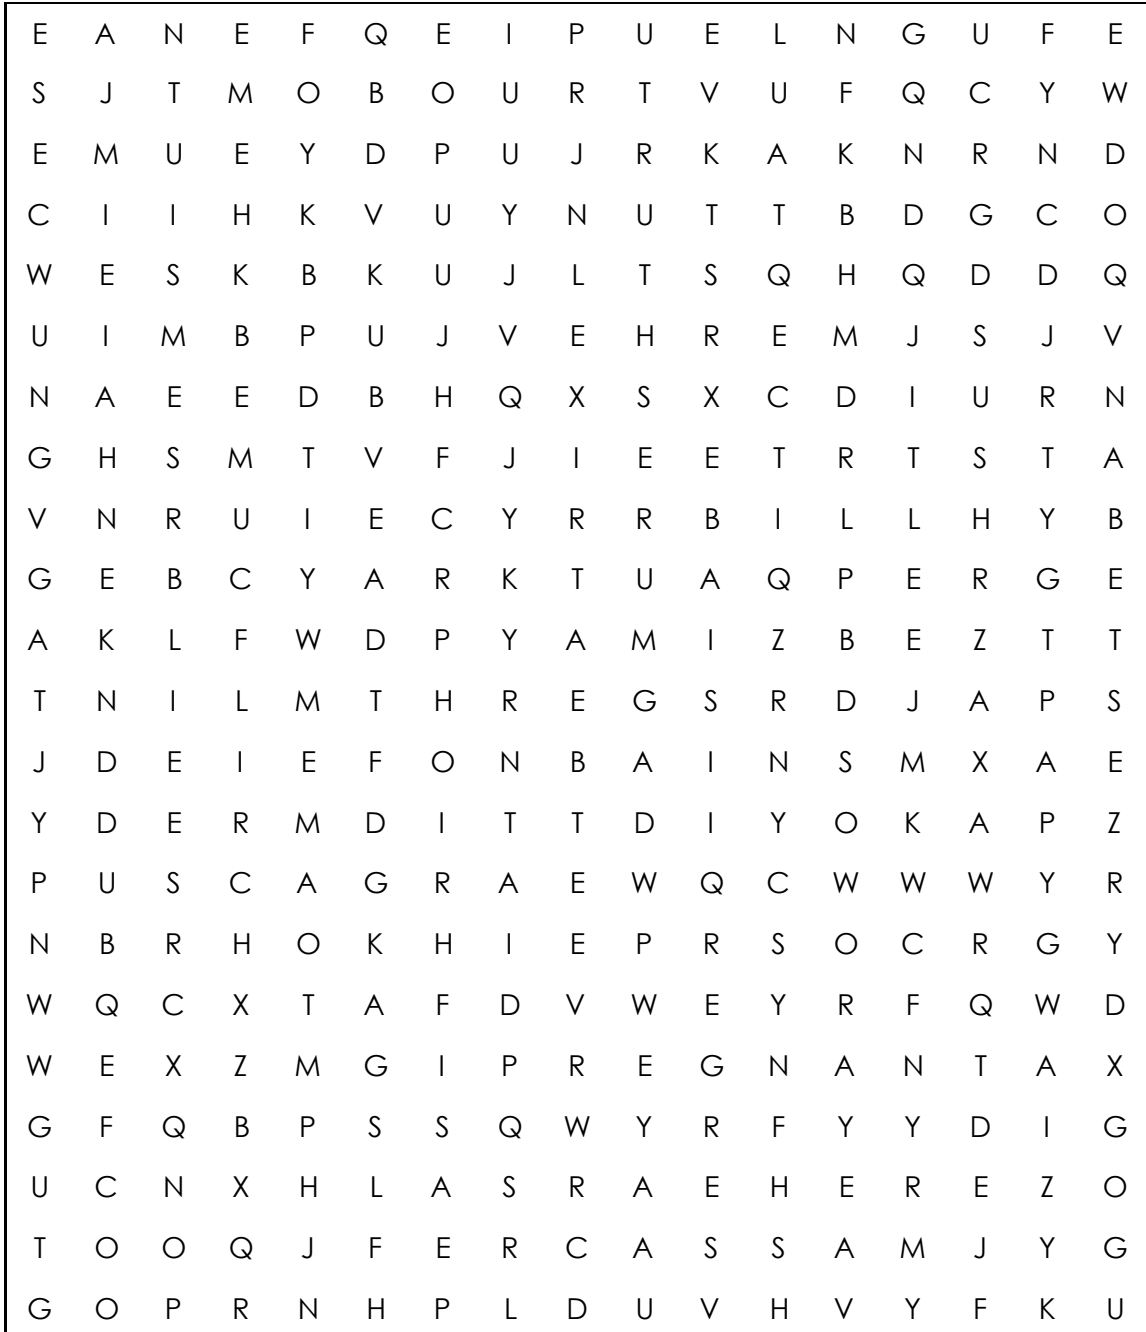 E A N E F Q E I P U E L N G U F E
S J T M O B O U R T V U F Q C Y W
E M U E Y D P U J R K A K N R N D
C I I H K V U Y N U T T B D G C O
W E S K B K U J L T S Q H Q D D Q
U I M B P U J V E H R E M J S J V
N A E E D B H Q X S X C D I U R N
G H S M T V F J I E E T R T S T A
V N R U I E C Y R R B I L L H Y B
G E B C Y A R K T U A Q P E R G E
A K L F W D P Y A M I Z B E Z T T
T N I L M T H R E G S R D J A P S
J D E I E F O N B A I N S M X A E
Y D E R M D I T T D I Y O K A P Z
P U S C A G R A E W Q C W W W Y R
N B R H O K H I E P R S O C R G Y
W Q C X T A F D V W E Y R F Q W D
W E X Z M G I P R E G N A N T A X
G F Q B P S S Q W Y R F Y Y D I G
U C N X H L A S R A E H E R E Z O
T O O Q J F E R C A S S A M J Y G
G O P R N H P L D U V H V Y F K U